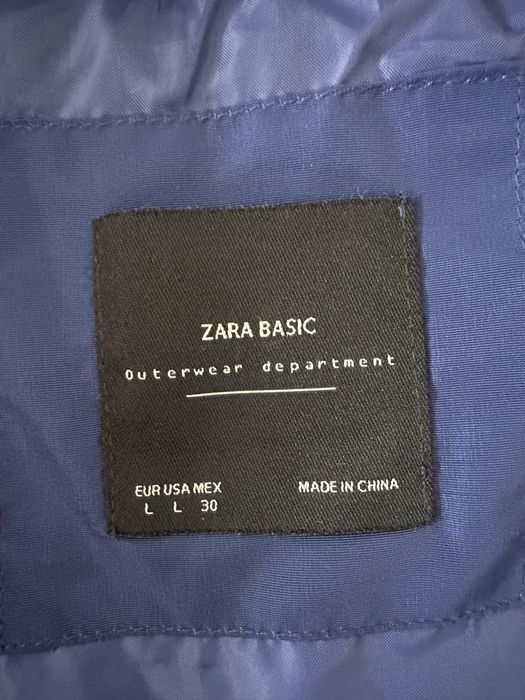 ZARA BASIC
Outerwear department
EUR USA MEX
L L 30
MADE IN CHINA